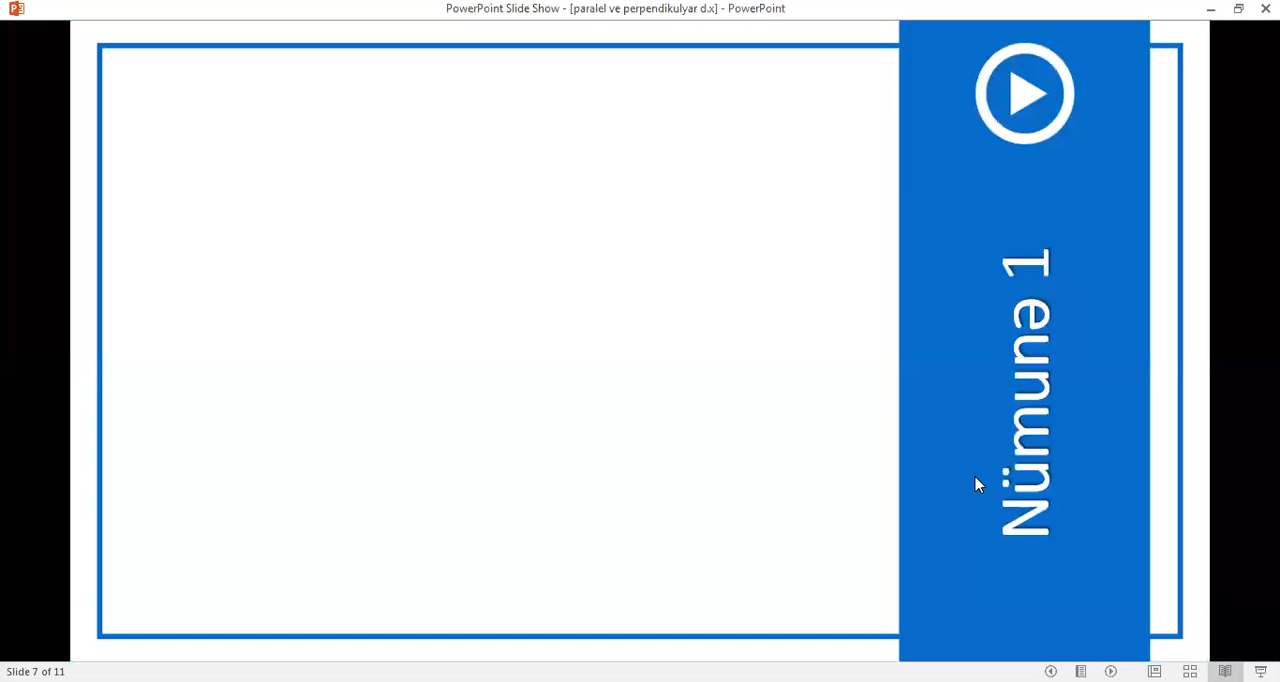 PowerPoint Slide Show - [paralel ve perpendikulyar d.x] - PowerPoint
Nümunə 1
Slide 7 of 11